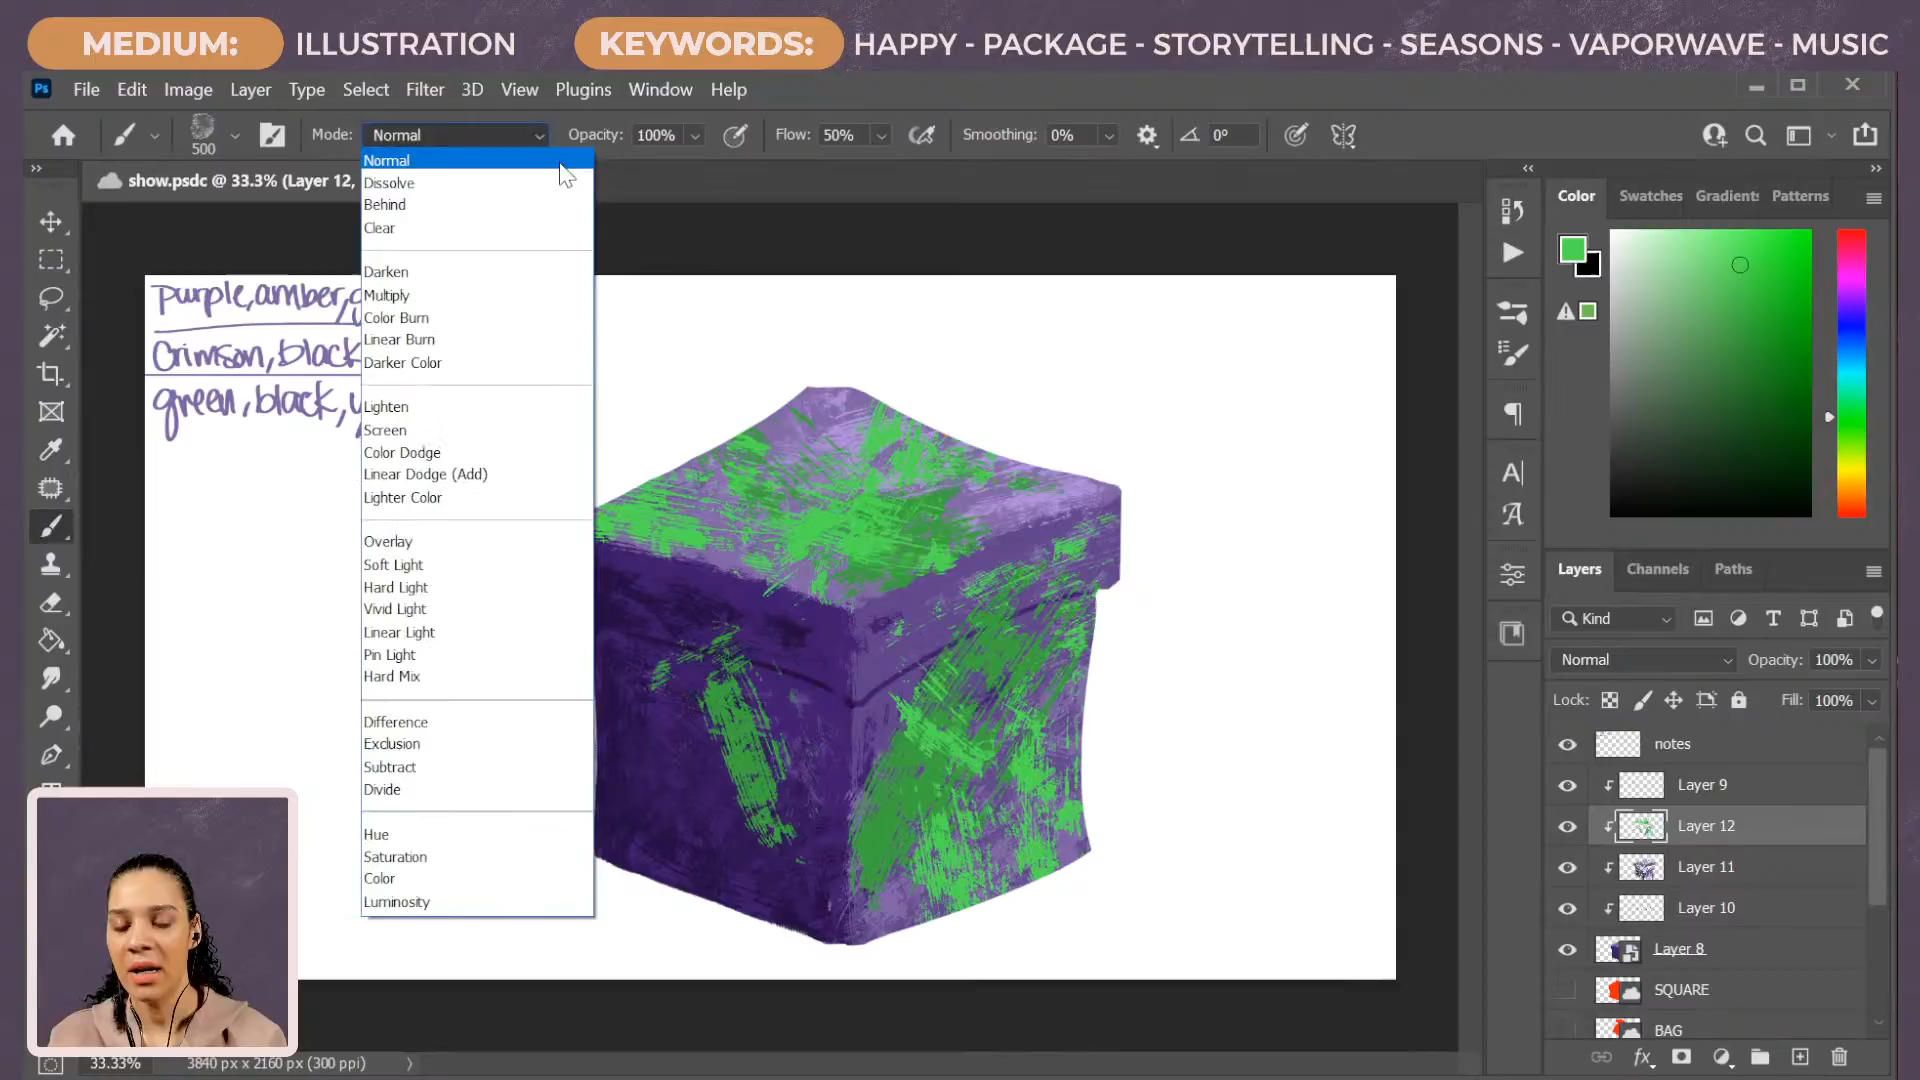 MEDIUM: ILLUSTRATION KEYWORDS: HAPPY - PACKAGE - STORYTELLING - SEASONS - VAPORWAVE - MUSIC
Ps File Edit Image Layer Type Select Filter 3D View Plugins Window Help
500 Mode: Normal Opacity: 100% Flow: 50% Smoothing: 0% 0°
show.psdc @ 33.3% (Layer 12,
Normal
Dissolve
Behind
Clear
Darken
Multiply
Color Burn
Linear Burn
Darker Color
Lighten
Screen
Color Dodge
Linear Dodge (Add)
Lighter Color
Overlay
Soft Light
Hard Light
Vivid Light
Linear Light
Pin Light
Hard Mix
Difference
Exclusion
Subtract
Divide
Hue
Saturation
Color
Luminosity
purple, amber,
Crimson, black
green, black,
Color Swatches Gradients Patterns
Layers Channels Paths
Kind
Normal Opacity: 100%
Lock: Fill: 100%
notes
Layer 9
Layer 12
Layer 11
Layer 10
Layer 8
SQUARE
BAG
fx
33.33% 3840 px x 2160 px (300 ppi)